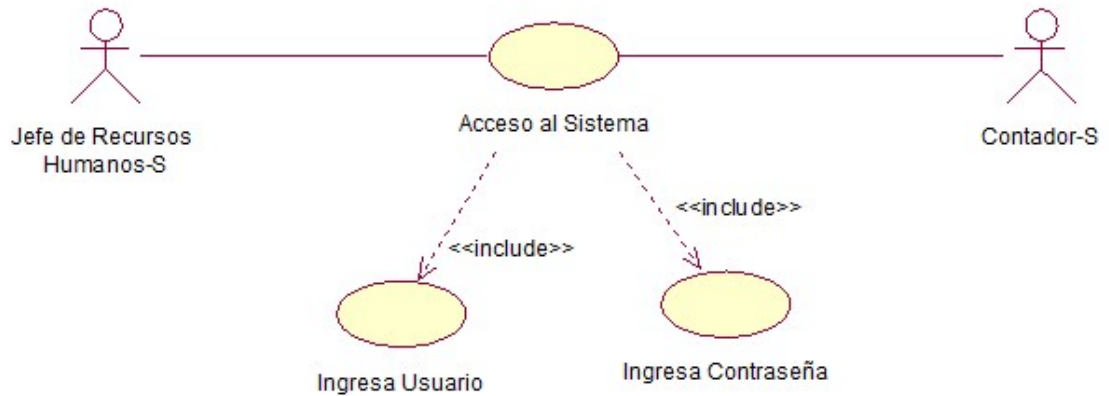 Acceso al Sistema
Jefe de Recursos
Humanos-S
Contador-S
<<include>>
<<include>>
Ingresa Usuario
Ingresa Contraseña